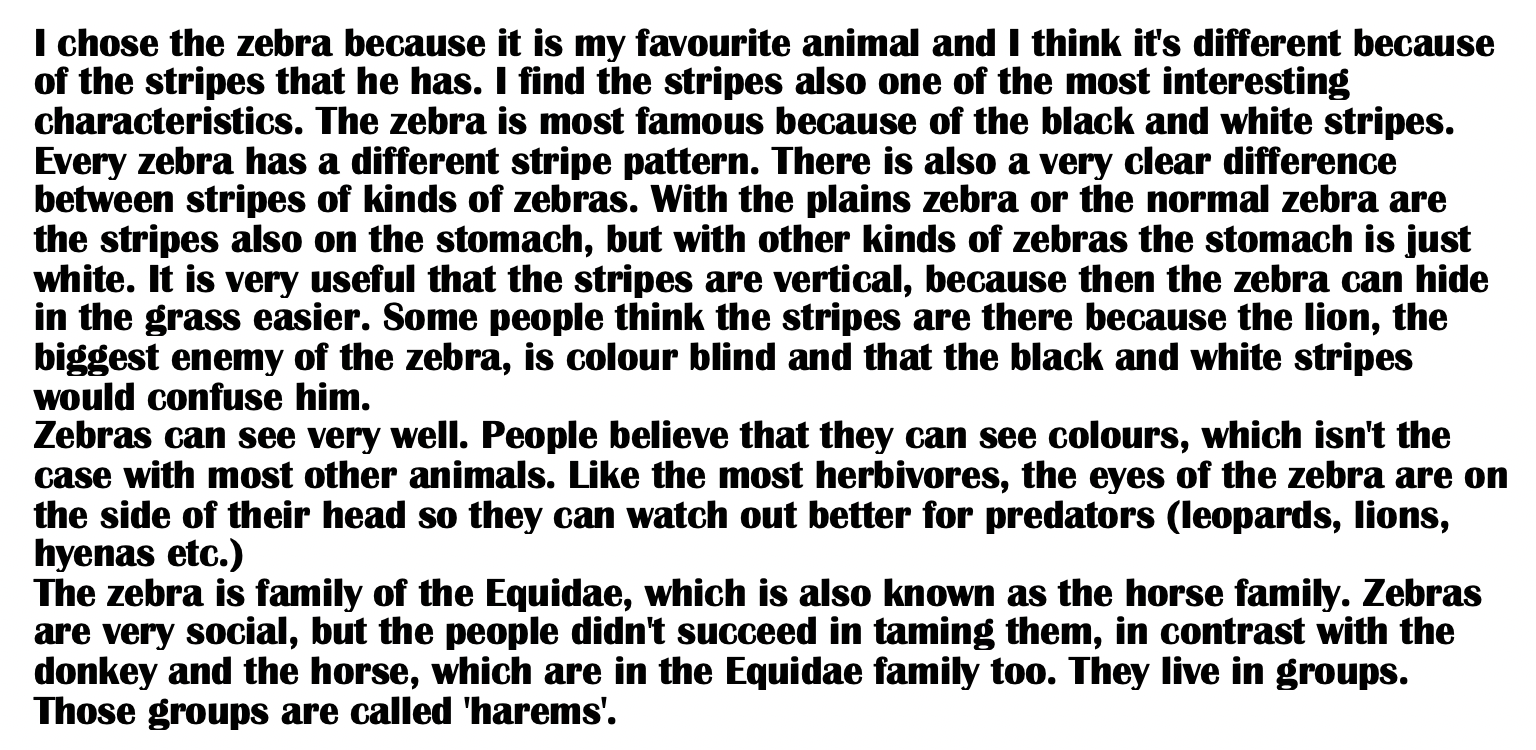 I chose the zebra because it is my favourite animal and I think it's different because
of the stripes that he has. I find the stripes also one of the most interesting
characteristics. The zebra is most famous because of the black and white stripes.
Every zebra has a different stripe pattern. There is also a very clear difference
between stripes of kinds of zebras. With the plains zebra or the normal zebra are
the stripes also on the stomach, but with other kinds of zebras the stomach is just
white. It is very useful that the stripes are vertical, because then the zebra can hide
in the grass easier. Some people think the stripes are there because the lion, the
biggest enemy of the zebra, is colour blind and that the black and white stripes
would confuse him.
Zebras can see very well. People believe that they can see colours, which isn't the
case with most other animals. Like the most herbivores, the eyes of the zebra are on
the side of their head so they can watch out better for predators (leopards, lions,
hyenas etc.)
The zebra is family of the Equidae, which is also known as the horse family. Zebras
are very social, but the people didn't succeed in taming them, in contrast with the
donkey and the horse, which are in the Equidae family too. They live in groups.
Those groups are called 'harems'.